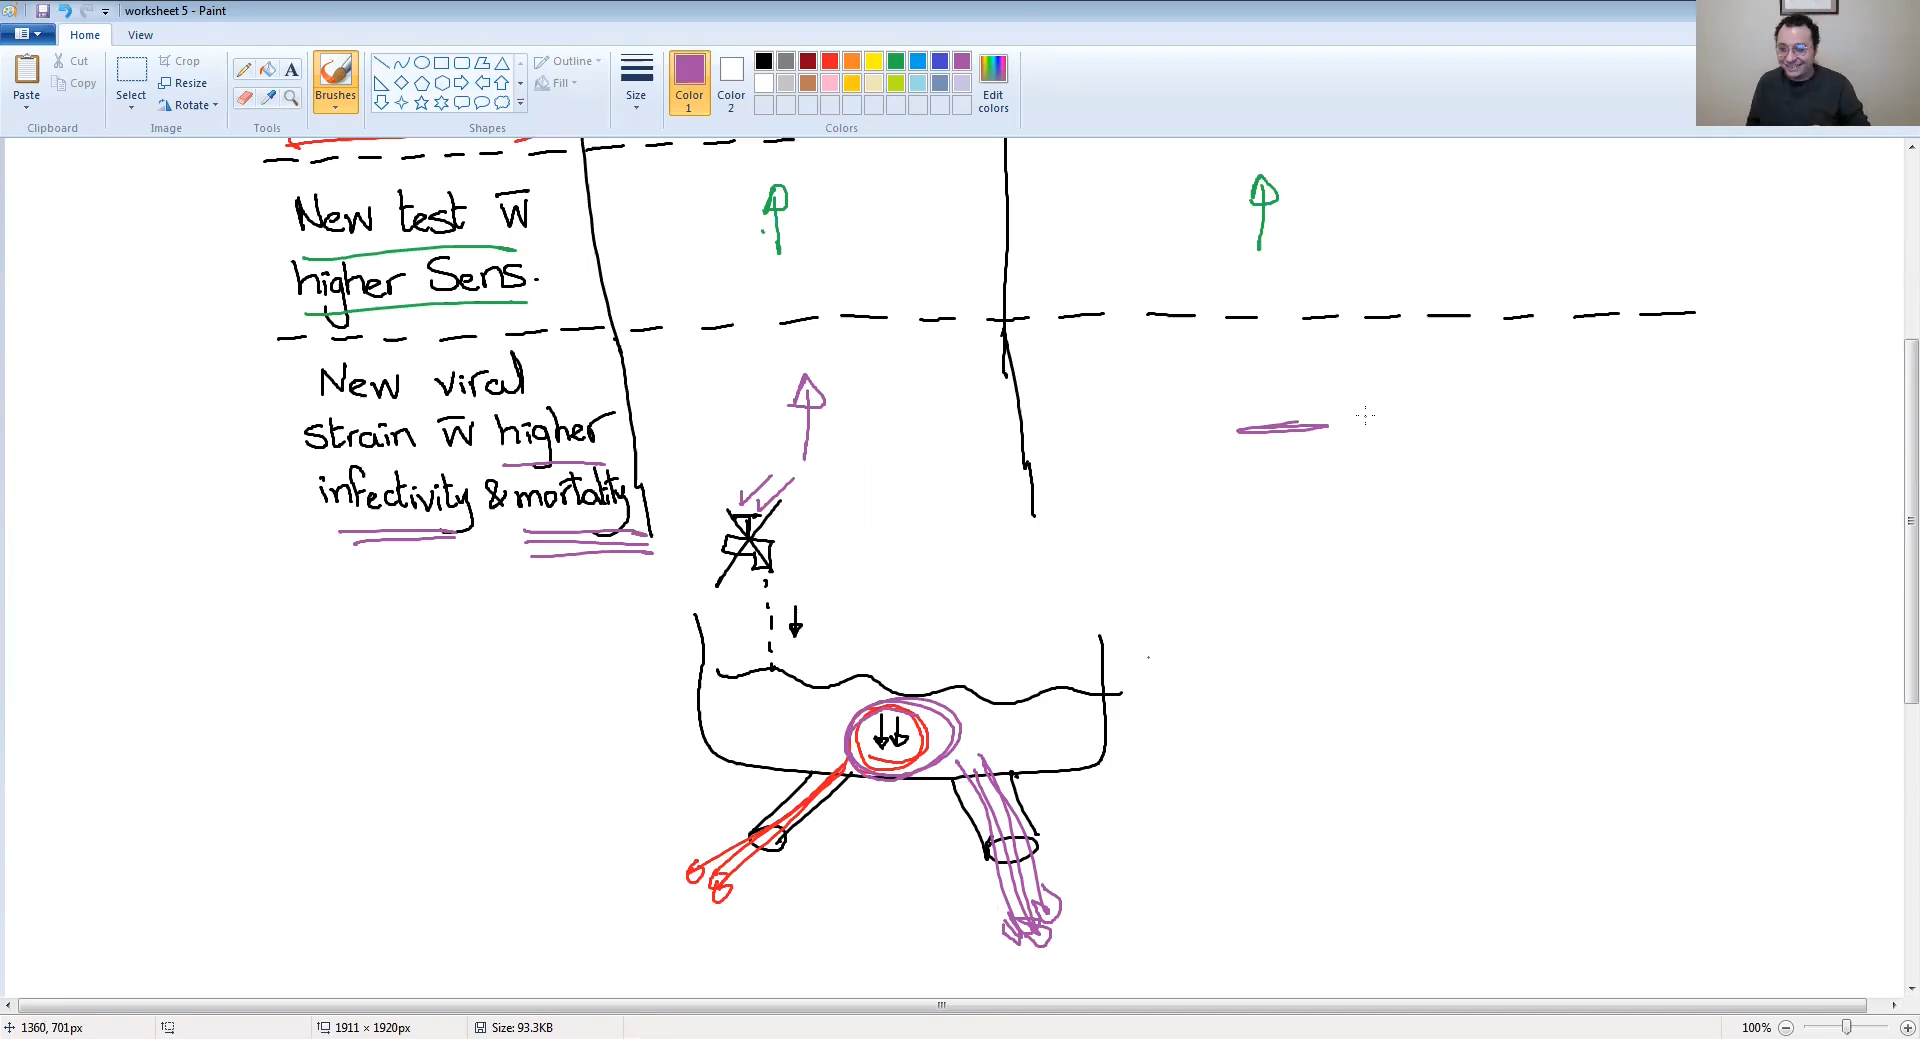 worksheet 5 - Paint
Home View
Paste
Cut
Copy
Clipboard
Select
Crop
Resize
Rotate
Image
A
Tools
Brushes
Outline
Fill
Shapes
Size
Color 1
Color 2
Edit colors
Colors
New test w̅
higher Sens.
New viral
strain w̅ higher
infectivity & mortality
1360, 701px
1911 × 1920px
Size: 93.3KB
100%